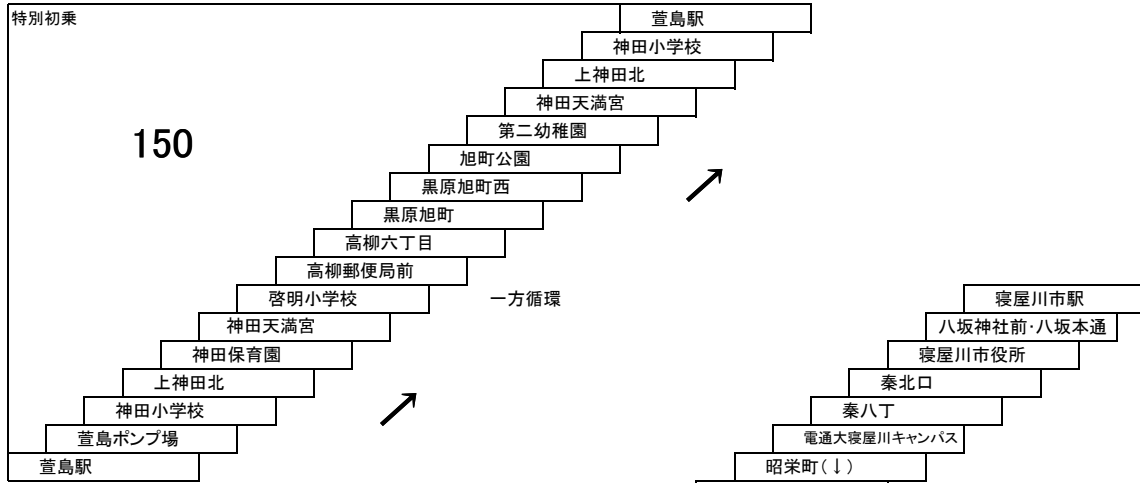 特別初乗
萱島駅
神田小学校
上神田北
神田天満宮
150
第二幼稚園
旭町公園
黒原旭町西
黒原旭町
高柳六丁目
高柳郵便局前
啓明小学校
一方循環
神田天満宮
神田保育園
上神田北
神田小学校
萱島ポンプ場
萱島駅
寝屋川市駅
八坂神社前・八坂本通
寝屋川市役所
秦北口
秦八丁
電通大寝屋川キャンパス
昭栄町(↓)